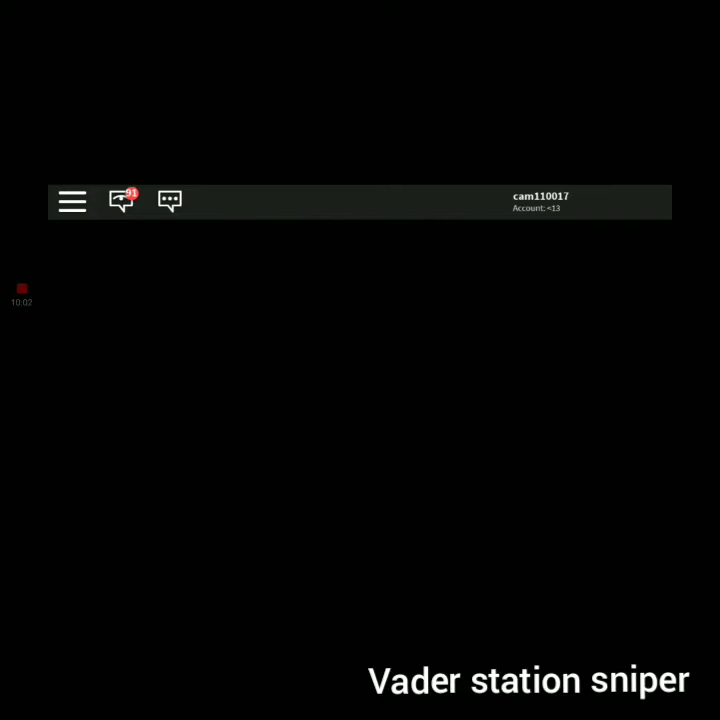 91
cam110017
Account: <13
10:02
Vader station sniper